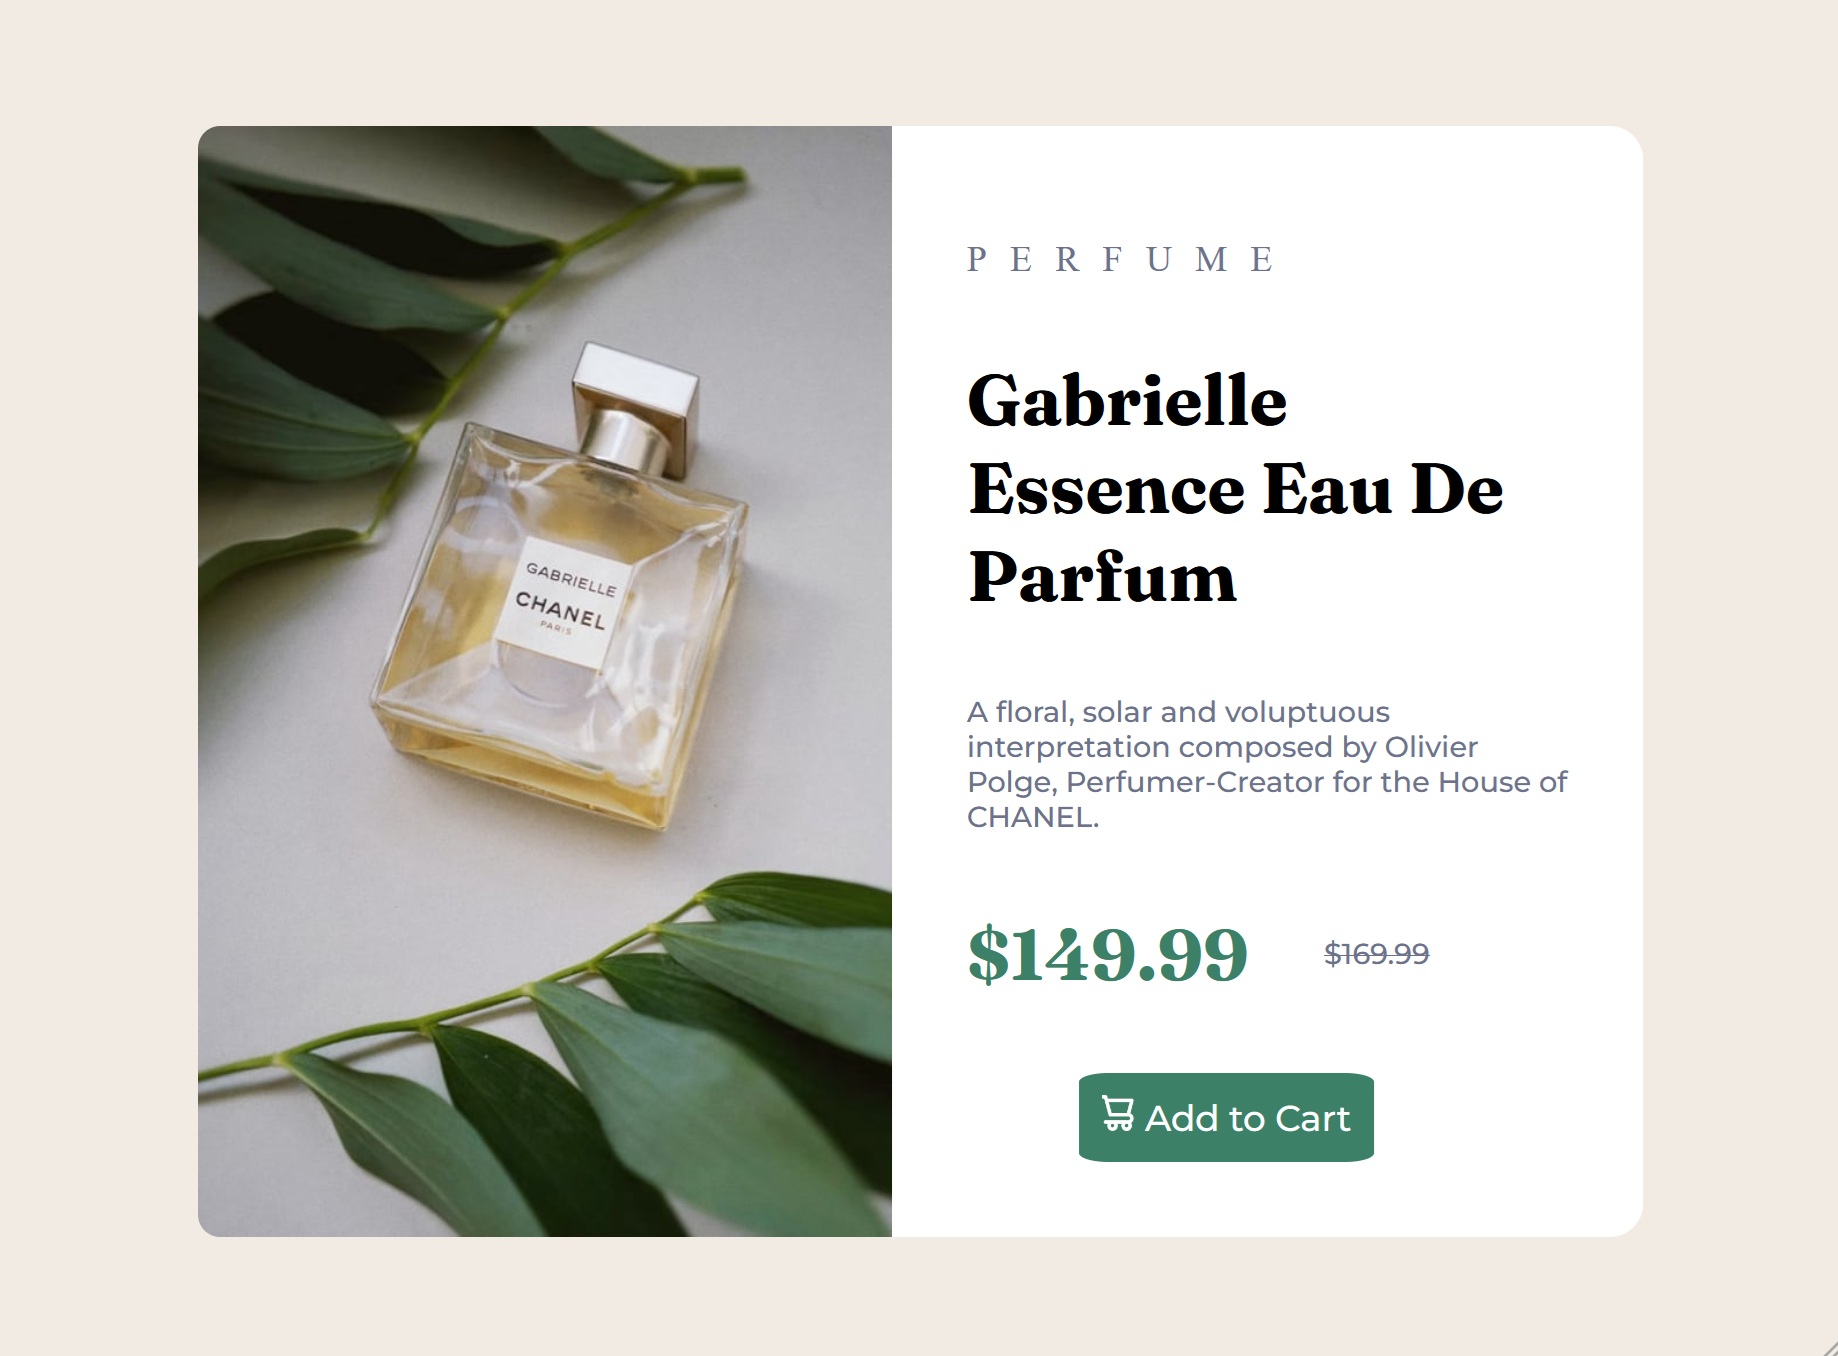 GABRIELLE
CHANEL
PARIS
PERFUME
Gabrielle
Essence Eau De
Parfum
A floral, solar and voluptuous
interpretation composed by Olivier
Polge, Perfumer-Creator for the House of
CHANEL.
$149.99 $169.99
Add to Cart